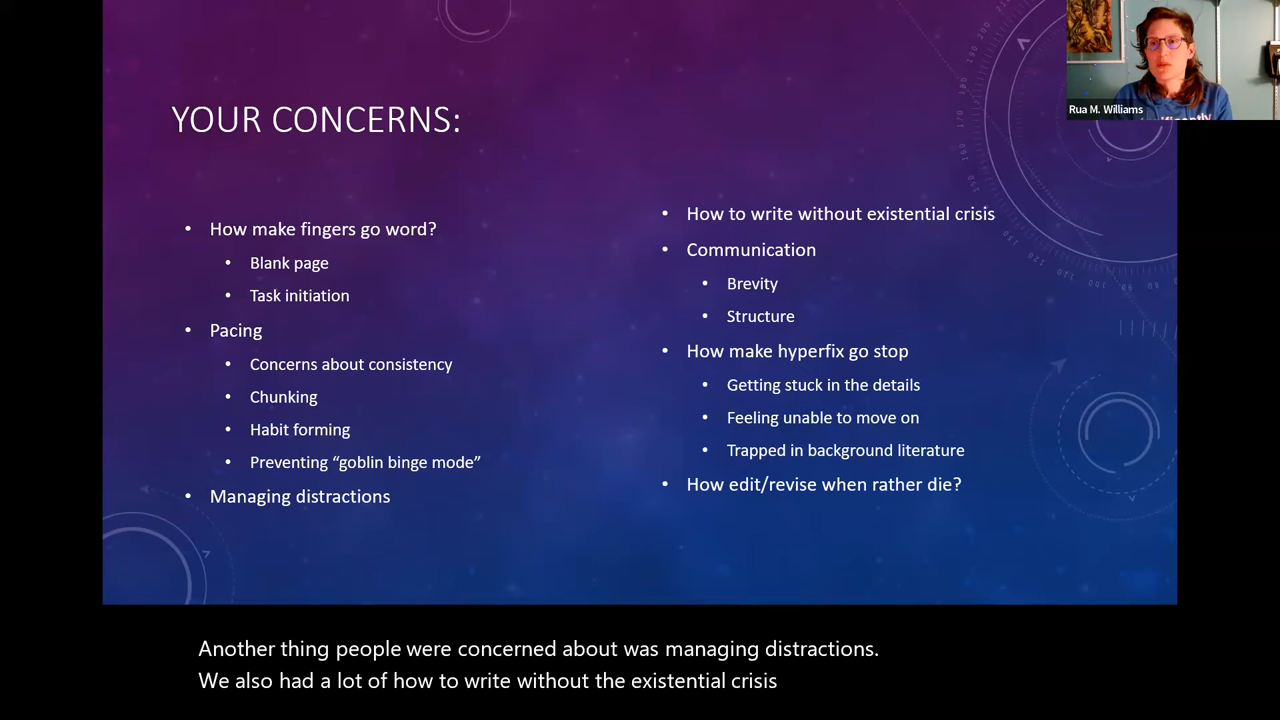 YOUR CONCERNS:
How make fingers go word?
Blank page
Task initiation
Pacing
Concerns about consistency
Chunking
Habit forming
Preventing “goblin binge mode”
Managing distractions
How to write without existential crisis
Communication
Brevity
Structure
How make hyperfix go stop
Getting stuck in the details
Feeling unable to move on
Trapped in background literature
How edit/revise when rather die?
Rua M. Williams
Another thing people were concerned about was managing distractions.
We also had a lot of how to write without the existential crisis